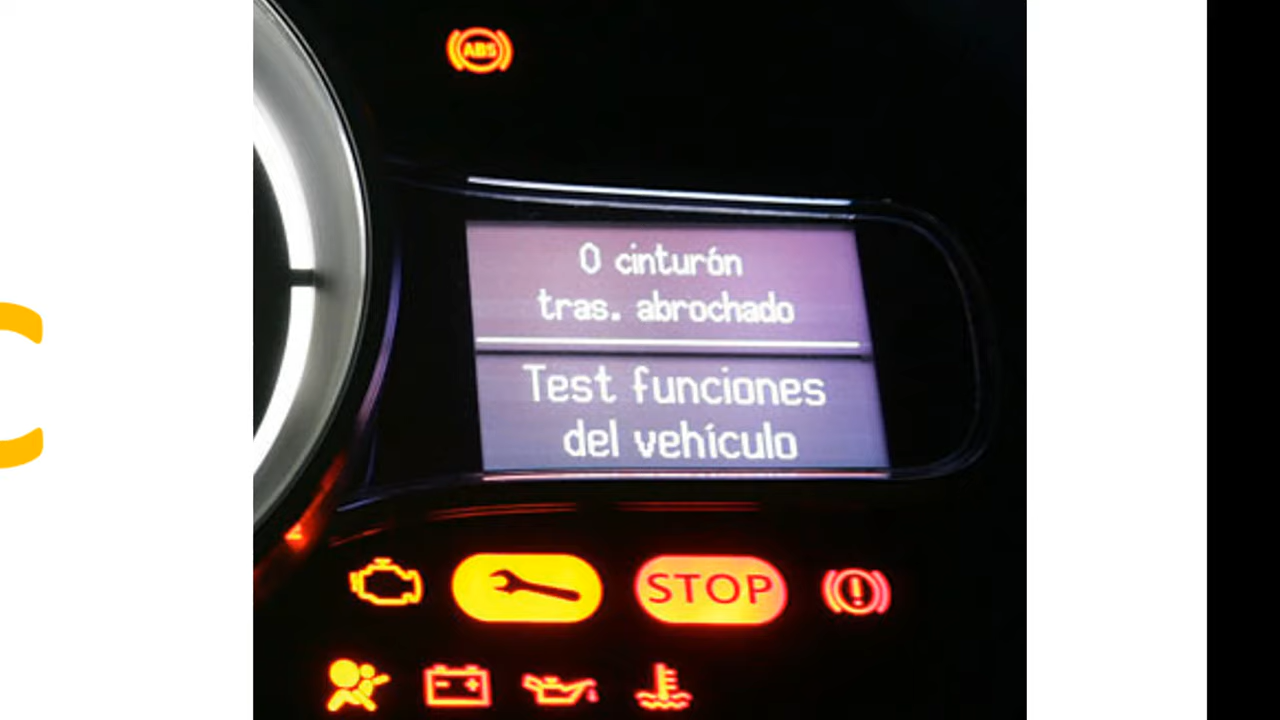 ABS
0 cinturón
tras. abrochado
Test funciones
del vehículo
STOP